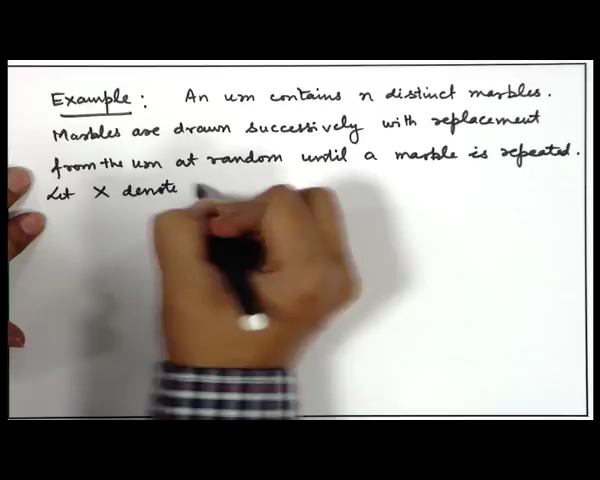 Example : An urn contains n distinct marbles.
Marbles are drawn successively with replacement
from the urn at random until a marble is repeated.
Let X denote